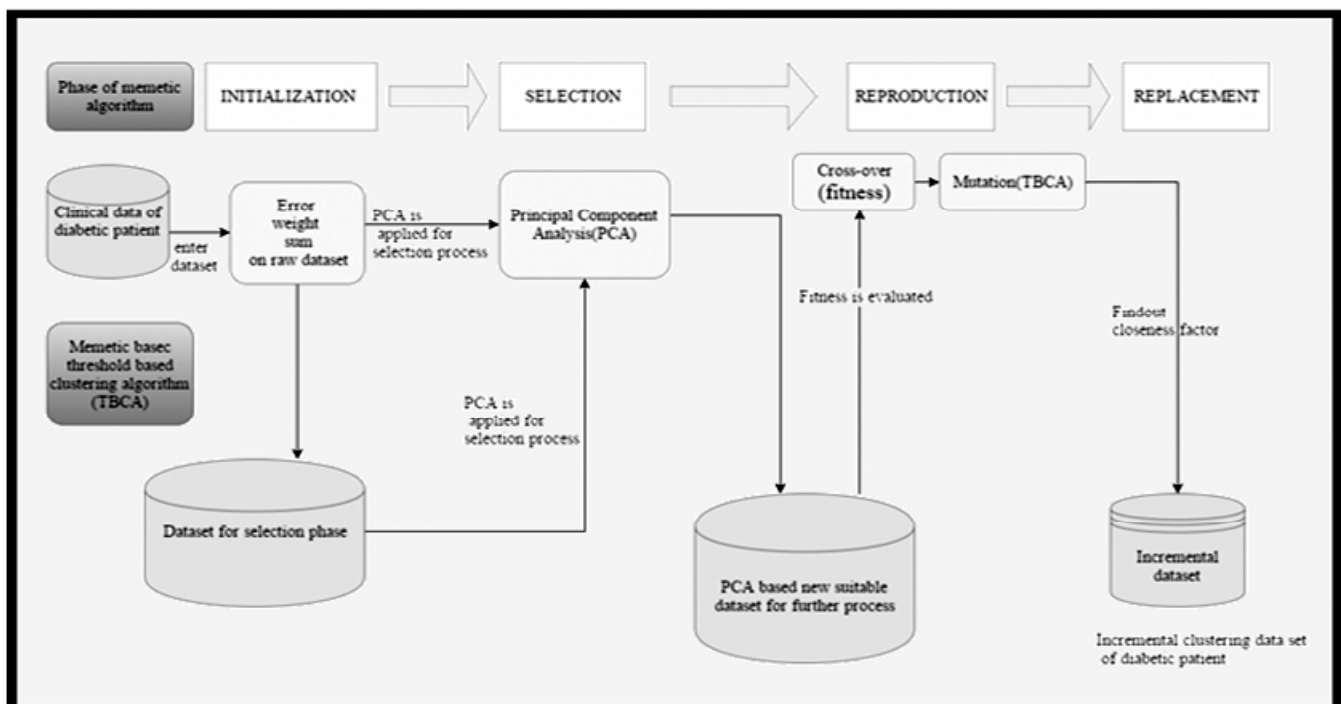 Phase of memetic
algorithm
INITIALIZATION
SELECTION
REPRODUCTION
REPLACEMENT
Clinical data of
diabetic patient
enter
dataset
Error
weight
sum
on raw dataset
PCA is
applied for
selection process
Principal Component
Analysis(PCA)
Cross-over
(fitness)
Mutation(TBCA)
Fitness is evaluated
Findout
closeness factor
Memetic basec
threshold based
clustering algorithm
(TBCA)
PCA is
applied for
selection process
Dataset for selection phase
PCA based new suitable
dataset for further process
Incremental
dataset
Incremental clustering data set
of diabetic patient